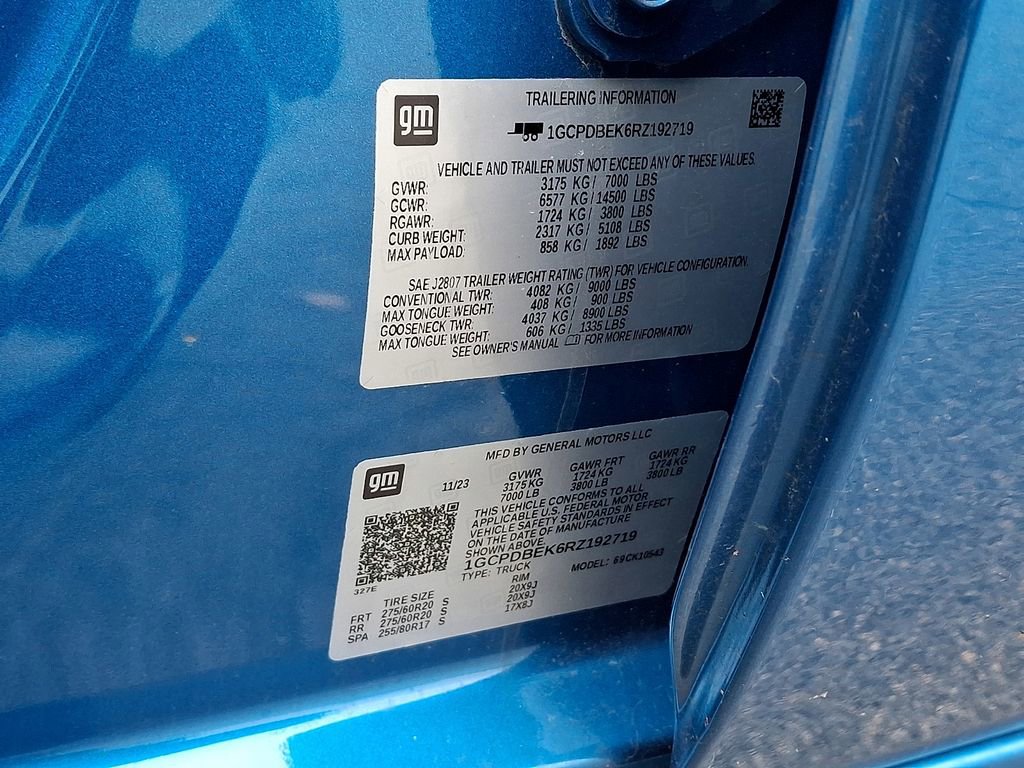 gm
TRAILERING INFORMATION
1GCPDBEK6RZ192719
VEHICLE AND TRAILER MUST NOT EXCEED ANY OF THESE VALUES.
GVWR: 3175 KG/ 7000 LBS
GCWR: 6577 KG/ 14500 LBS
RGAWR: 1724 KG/ 3800 LBS
CURB WEIGHT: 2317 KG/ 5108 LBS
MAX PAYLOAD: 858 KG/ 1892 LBS
SAE J2807 TRAILER WEIGHT RATING (TWR) FOR VEHICLE CONFIGURATION.
CONVENTIONAL TWR: 4082 KG/ 9000 LBS
MAX TONGUE WEIGHT: 408 KG/ 900 LBS
GOOSENECK TWR: 4037 KG/ 8900 LBS
MAX TONGUE WEIGHT: 606 KG/ 1335 LBS
SEE OWNER'S MANUAL FOR MORE INFORMATION
gm
MFD BY GENERAL MOTORS LLC
11/23 GVWR GAWR FRT GAWR RR
3175 KG 1724 KG 1724 KG
7000 LB 3800 LB 3800 LB
THIS VEHICLE CONFORMS TO ALL
APPLICABLE U.S. FEDERAL MOTOR
VEHICLE SAFETY STANDARDS IN EFFECT
ON THE DATE OF MANUFACTURE
SHOWN ABOVE.
1GCPDBEK6RZ192719
TYPE: TRUCK MODEL: 69CK10543
327E
TIRE SIZE RIM
FRT 275/60R20 S 20X9J
RR 275/60R20 S 20X9J
SPA 255/80R17 S 17X8J